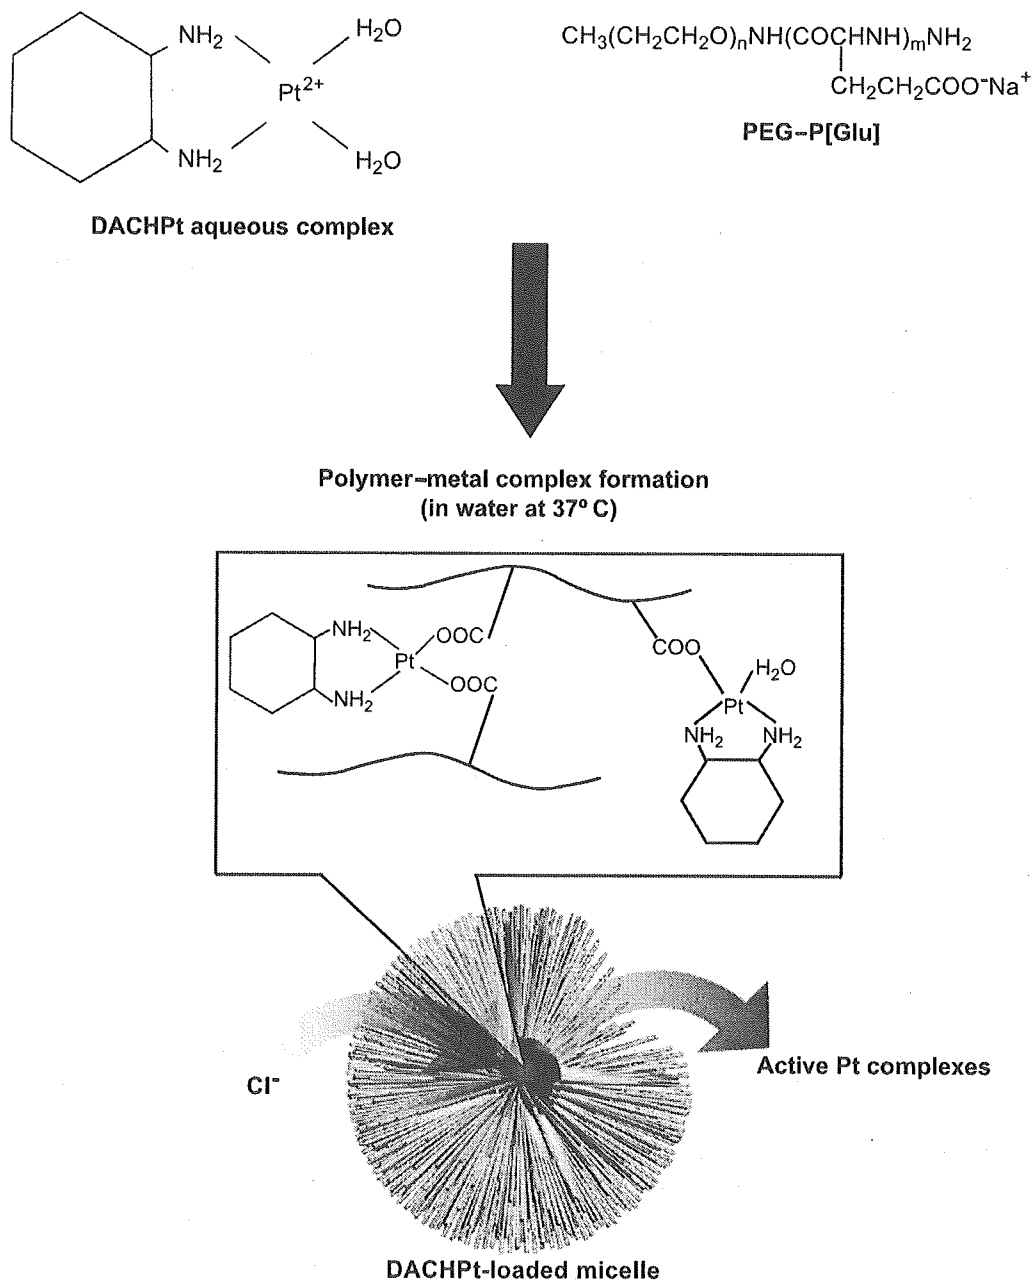 NH₂
H₂O
Pt²⁺
NH₂
H₂O
DACHPt aqueous complex
CH₃(CH₂CH₂O)ₙNH(COCHNH)ₘNH₂
CH₂CH₂COO⁻Na⁺
PEG–P[Glu]
Polymer–metal complex formation
(in water at 37º C)
NH₂
OOC
Pt
OOC
NH₂
COO
H₂O
Pt
NH₂
NH₂
Cl⁻
Active Pt complexes
DACHPt-loaded micelle